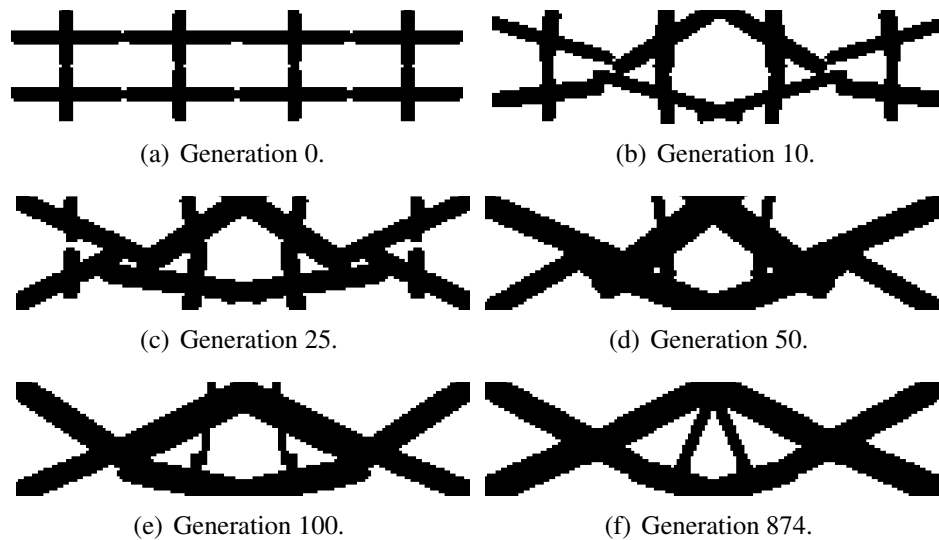 (a) Generation 0.
(b) Generation 10.
(c) Generation 25.
(d) Generation 50.
(e) Generation 100.
(f) Generation 874.